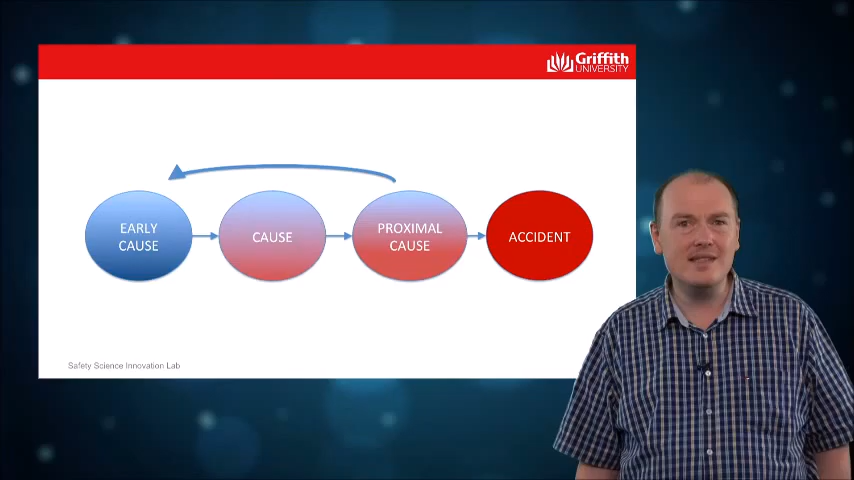 Griffith
UNIVERSITY
EARLY
CAUSE
CAUSE
PROXIMAL
CAUSE
ACCIDENT
Safety Science Innovation Lab